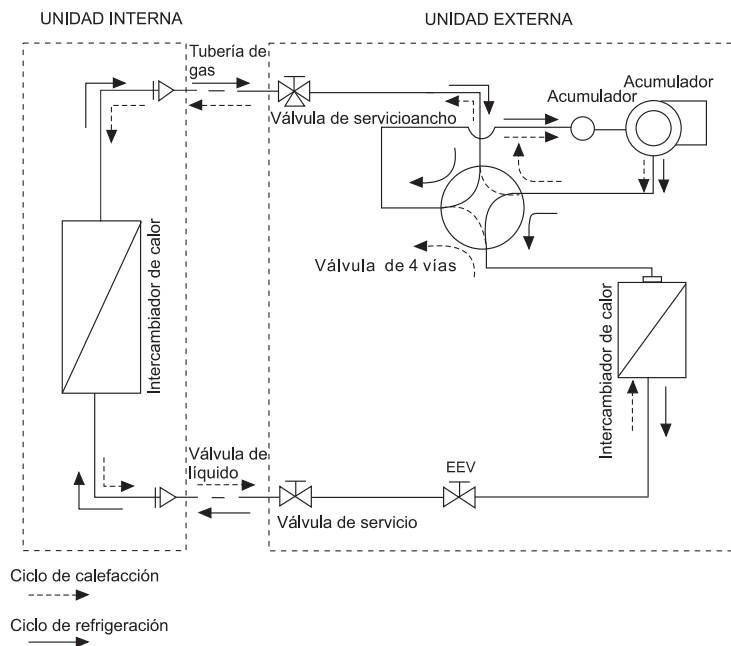 UNIDAD INTERNA
UNIDAD EXTERNA
Tubería de
gas
Válvula de servicioancho
Acumulador
Acumulador
Válvula de 4 vías
Intercambiador de calor
Intercambiador de calor
Válvula de
líquido
Válvula de servicio
EEV
Ciclo de calefacción
Ciclo de refrigeración